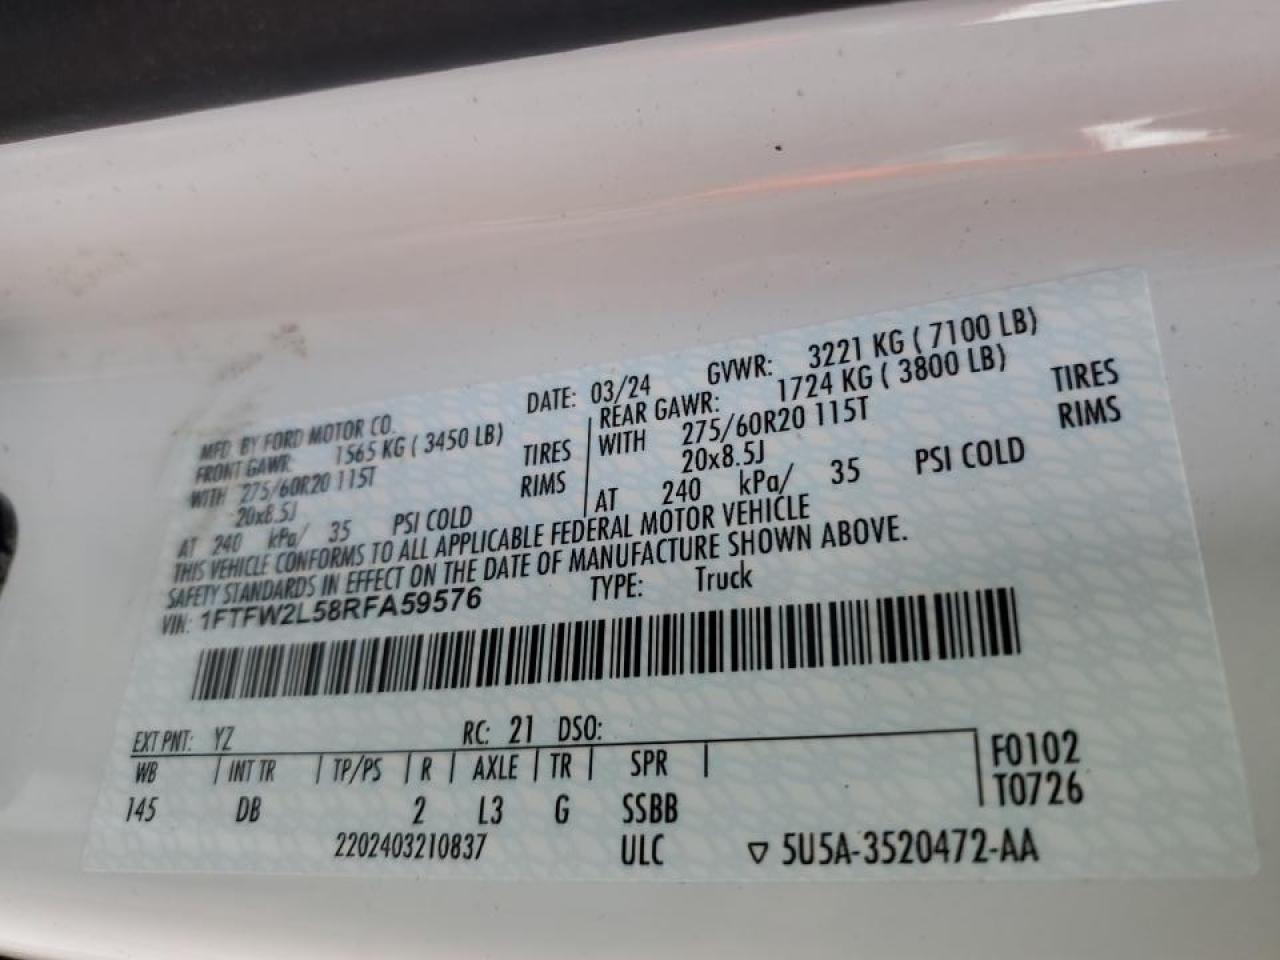 MFD. BY FORD MOTOR CO.
DATE: 03/24 GVWR: 3221 KG ( 7100 LB)
FRONT GAWR: 1565 KG ( 3450 LB)
WITH 275/60R20 115T TIRES
20x8.5J RIMS
AT 240 kPa/ 35 PSI COLD
REAR GAWR: 1724 KG ( 3800 LB)
WITH 275/60R20 115T TIRES
20x8.5J RIMS
AT 240 kPa/ 35 PSI COLD
THIS VEHICLE CONFORMS TO ALL APPLICABLE FEDERAL MOTOR VEHICLE
SAFETY STANDARDS IN EFFECT ON THE DATE OF MANUFACTURE SHOWN ABOVE.
VIN: 1FTFW2L58RFA59576 TYPE: Truck
EXT PNT: YZ RC: 21 DSO:
WB INT TR TP/PS R AXLE TR SPR F0102
145 DB 2 L3 G SSBB T0726
2202403210837 ULC ▽ 5U5A-3520472-AA